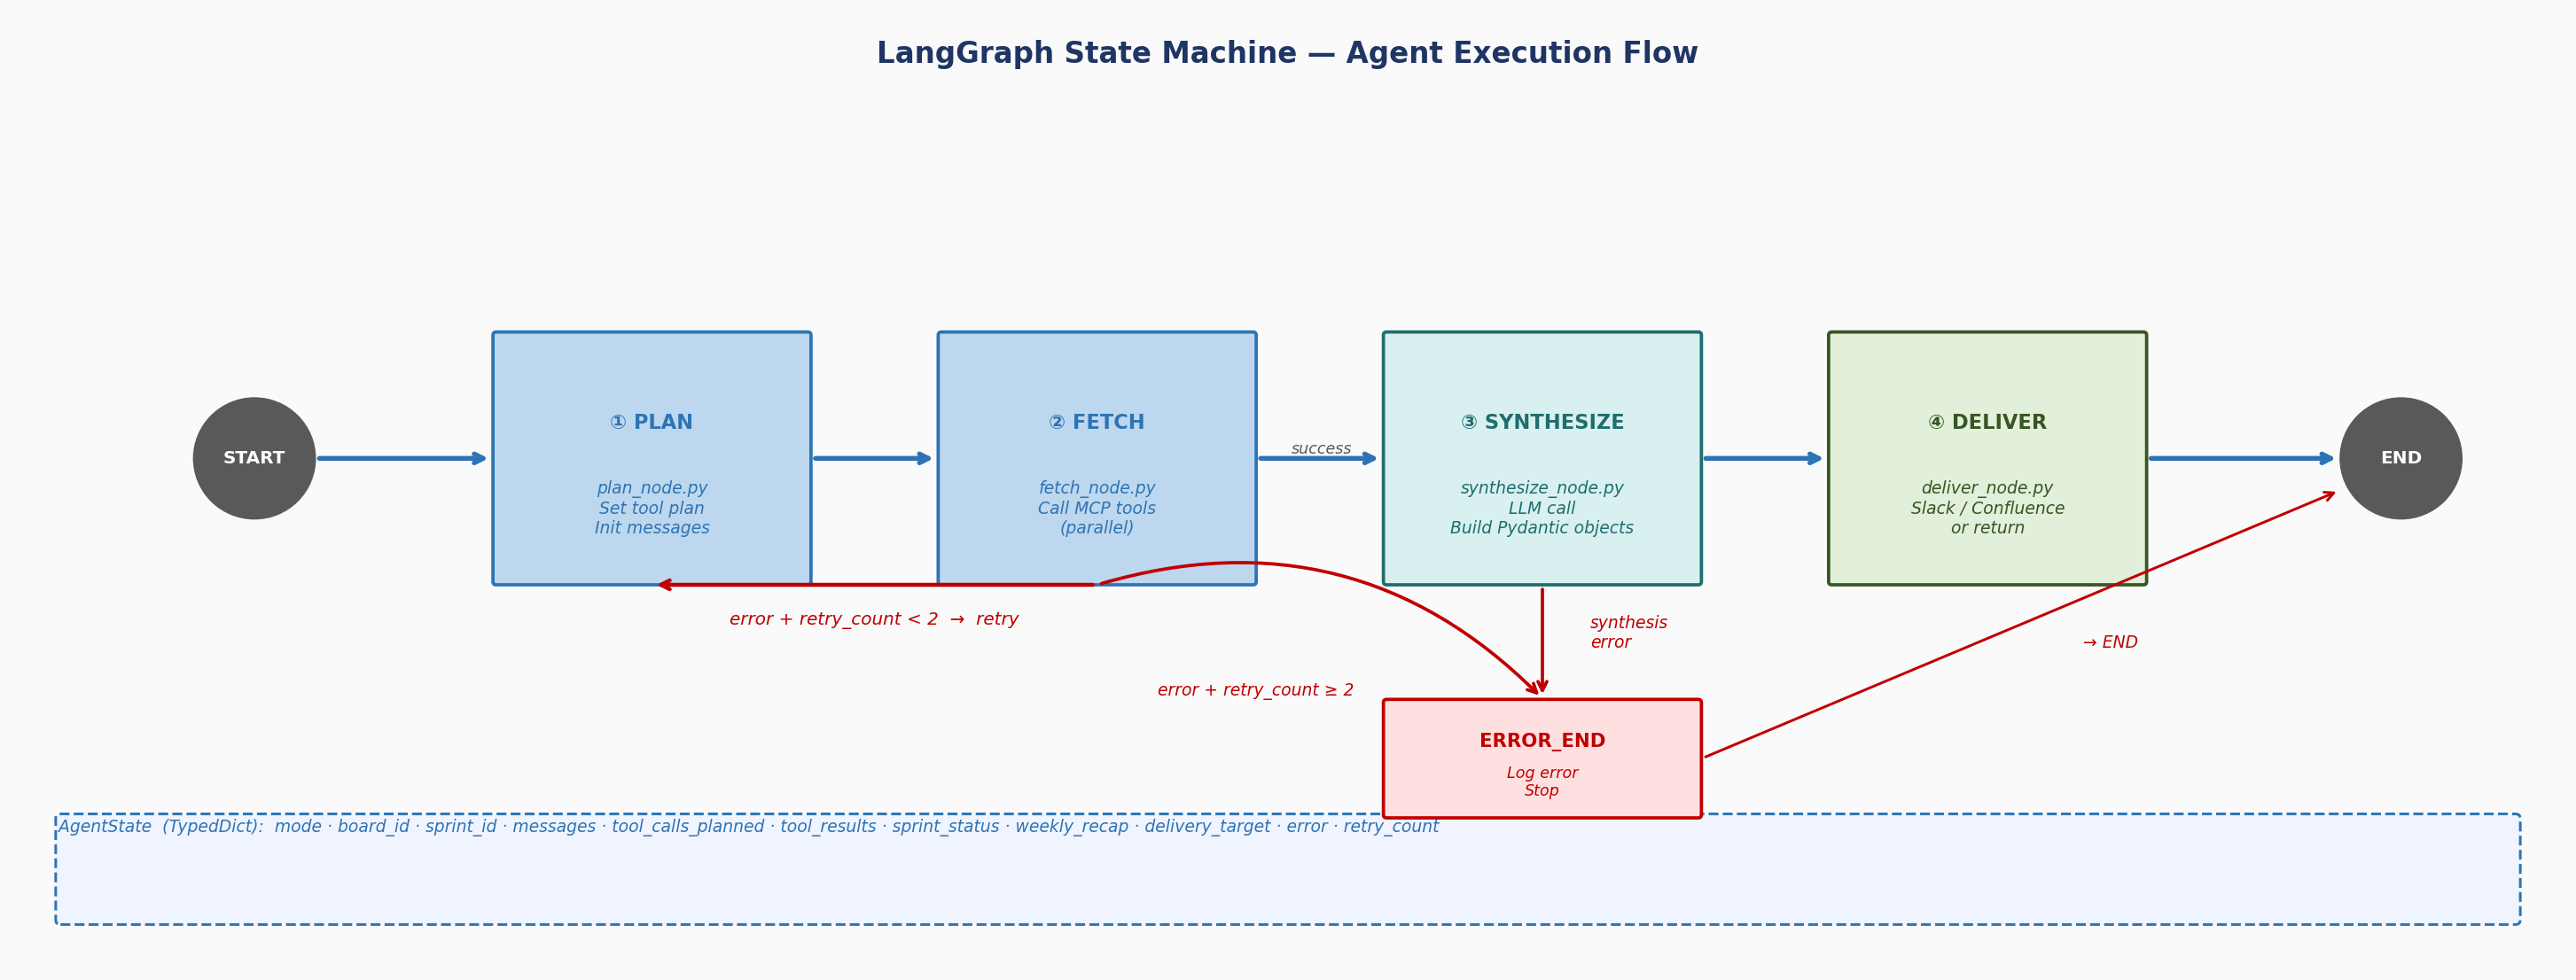 LangGraph State Machine — Agent Execution Flow
START
① PLAN
plan_node.py
Set tool plan
Init messages
② FETCH
fetch_node.py
Call MCP tools
(parallel)
success
③ SYNTHESIZE
synthesize_node.py
LLM call
Build Pydantic objects
④ DELIVER
deliver_node.py
Slack / Confluence
or return
END
error + retry_count < 2 → retry
synthesis
error
→ END
error + retry_count ≥ 2
ERROR_END
Log error
Stop
AgentState (TypedDict): mode · board_id · sprint_id · messages · tool_calls_planned · tool_results · sprint_status · weekly_recap · delivery_target · error · retry_count